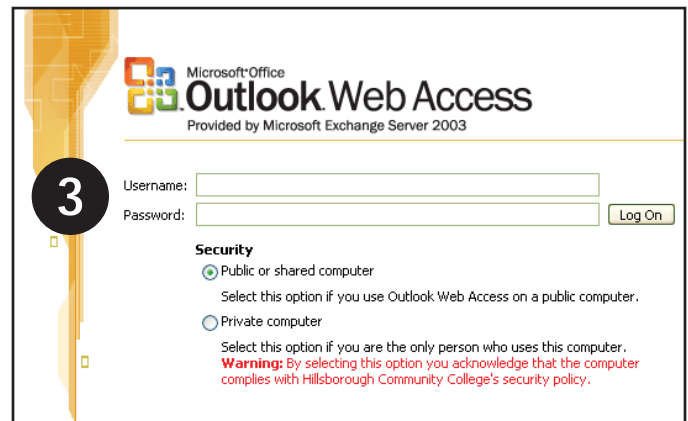 Microsoft Office
Outlook Web Access
Provided by Microsoft Exchange Server 2003
3
Username:
Password:
Log On
Security
Public or shared computer
Select this option if you use Outlook Web Access on a public computer.
Private computer
Select this option if you are the only person who uses this computer.
Warning: By selecting this option you acknowledge that the computer
complies with Hillsborough Community College's security policy.